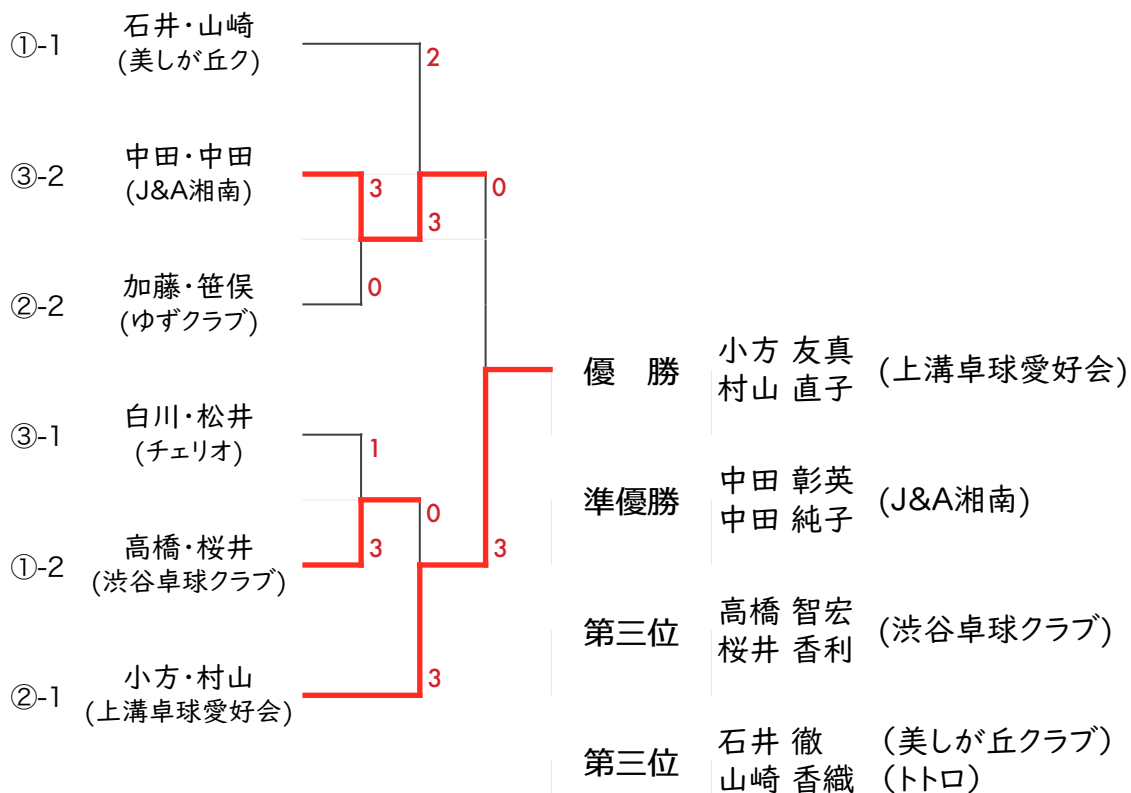 ①-1
石井・山崎
(美しが丘ク)
2
③-2
中田・中田
(J&A湘南)
3
0
3
②-2
加藤・笹俣
(ゆずクラブ)
0
③-1
白川・松井
(チェリオ)
1
0
①-2
高橋・桜井
(渋谷卓球クラブ)
3
3
②-1
小方・村山
(上溝卓球愛好会)
3
優　勝
小方 友真
村山 直子
(上溝卓球愛好会)
準優勝
中田 彰英
中田 純子
(J&A湘南)
第三位
高橋 智宏
桜井 香利
(渋谷卓球クラブ)
第三位
石井 徹 (美しが丘クラブ)
山崎 香織 (トトロ)